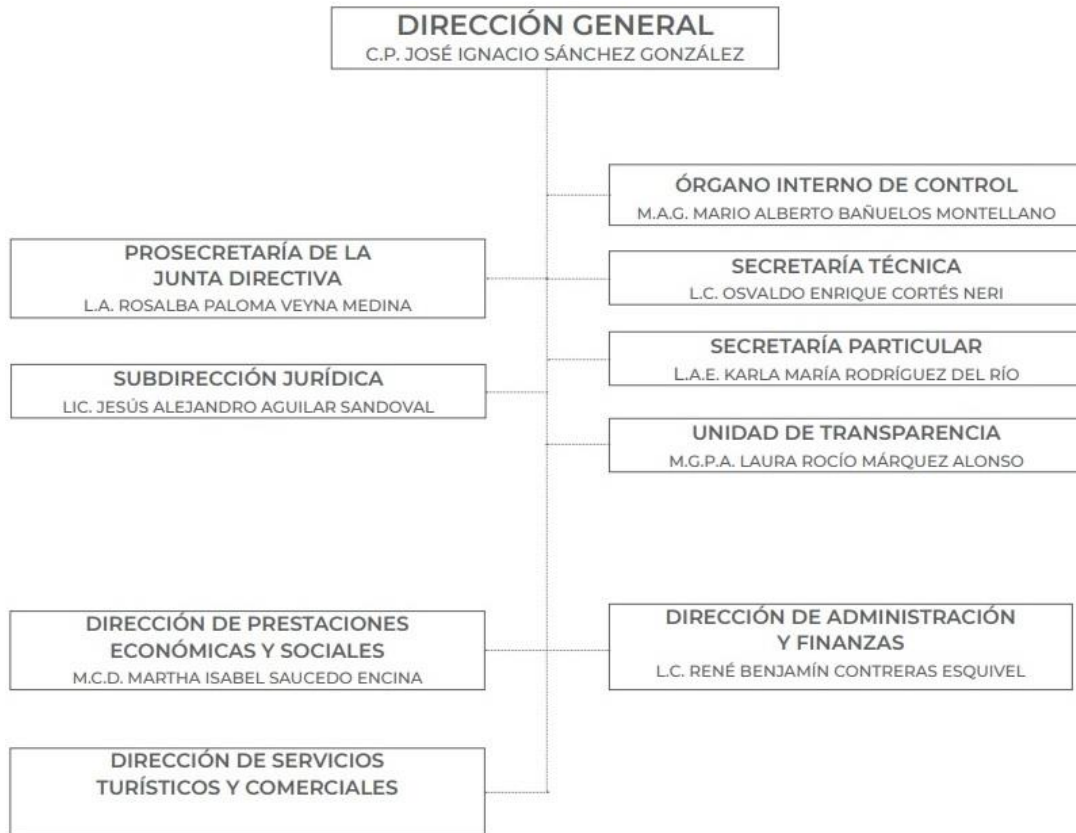 DIRECCIÓN GENERAL
C.P. JOSÉ IGNACIO SÁNCHEZ GONZÁLEZ
ÓRGANO INTERNO DE CONTROL
M.A.G. MARIO ALBERTO BAÑUELOS MONTELLANO
PROSECRETARÍA DE LA
JUNTA DIRECTIVA
L.A. ROSALBA PALOMA VEYNA MEDINA
SECRETARÍA TÉCNICA
L.C. OSVALDO ENRIQUE CORTÉS NERI
SECRETARÍA PARTICULAR
L.A.E. KARLA MARÍA RODRÍGUEZ DEL RÍO
SUBDIRECCIÓN JURÍDICA
LIC. JESÚS ALEJANDRO AGUILAR SANDOVAL
UNIDAD DE TRANSPARENCIA
M.G.P.A. LAURA ROCÍO MÁRQUEZ ALONSO
DIRECCIÓN DE PRESTACIONES
ECONÓMICAS Y SOCIALES
M.C.D. MARTHA ISABEL SAUCEDO ENCINA
DIRECCIÓN DE ADMINISTRACIÓN
Y FINANZAS
L.C. RENÉ BENJAMÍN CONTRERAS ESQUIVEL
DIRECCIÓN DE SERVICIOS
TURÍSTICOS Y COMERCIALES